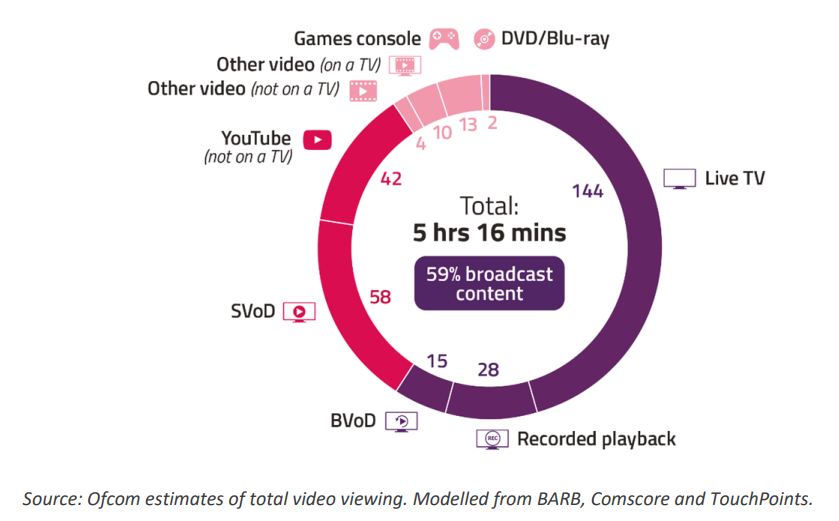 Games console
DVD/Blu-ray
Other video (on a TV)
Other video (not on a TV)
YouTube
(not on a TV)
4
10
13
2
42
144
Live TV
Total:
5 hrs 16 mins
59% broadcast
content
58
SVoD
15
28
BVoD
REC
Recorded playback
Source: Ofcom estimates of total video viewing. Modelled from BARB, Comscore and TouchPoints.